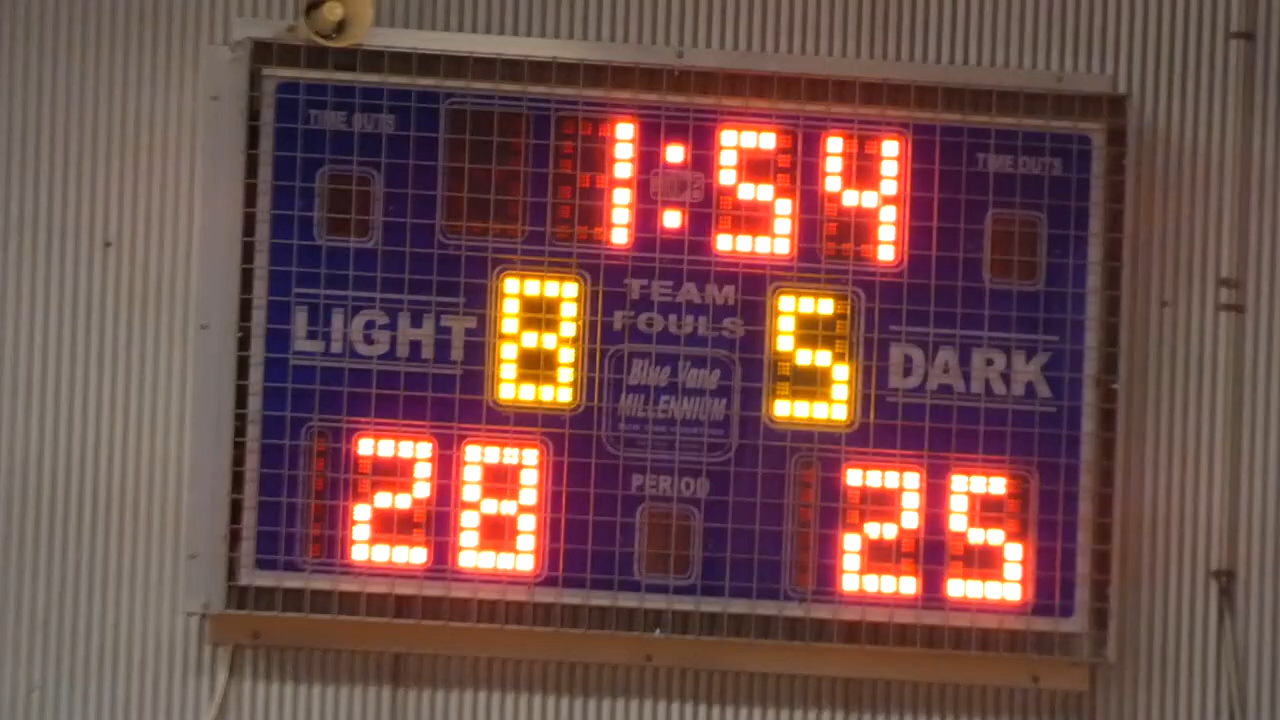 TIME OUTS
1:54
TIME OUTS
LIGHT
8
TEAM
FOULS
5
DARK
Blue Vane
MILLENNIUM
28
PERIOD
25